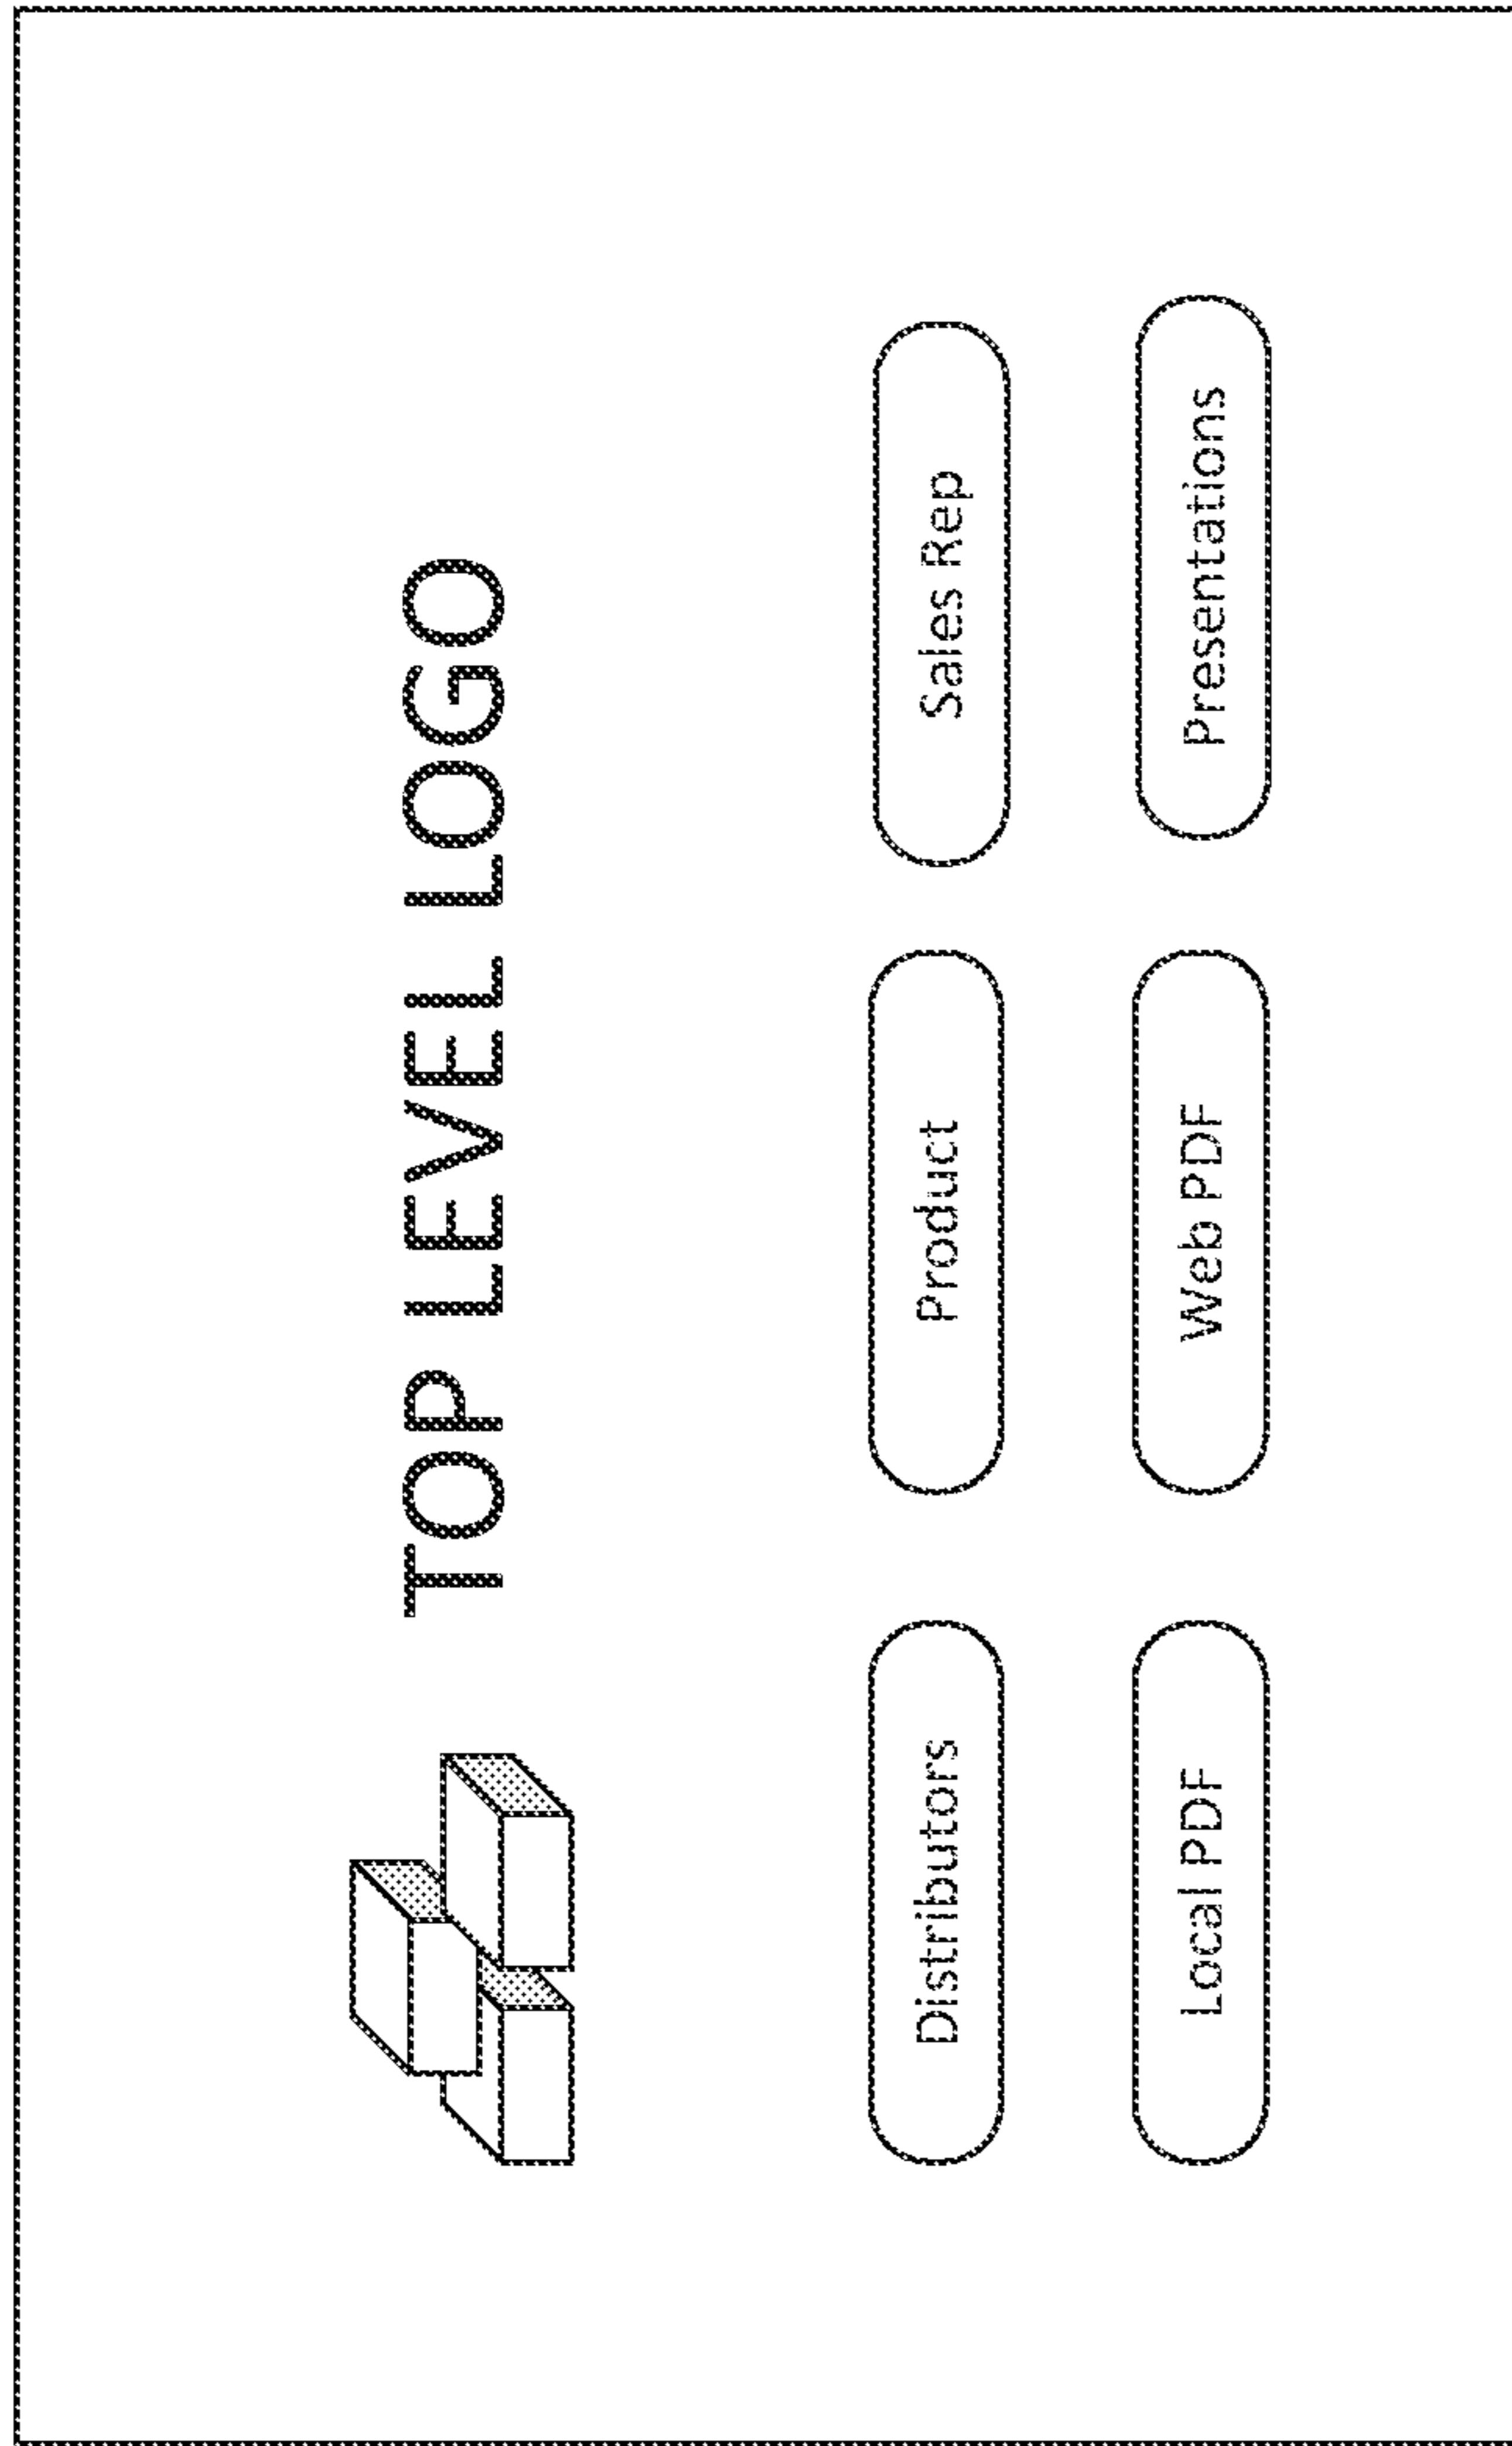 TOP LEVEL LOGO
Distributors Product Sales Rep
Local PDF Web PDF Presentations